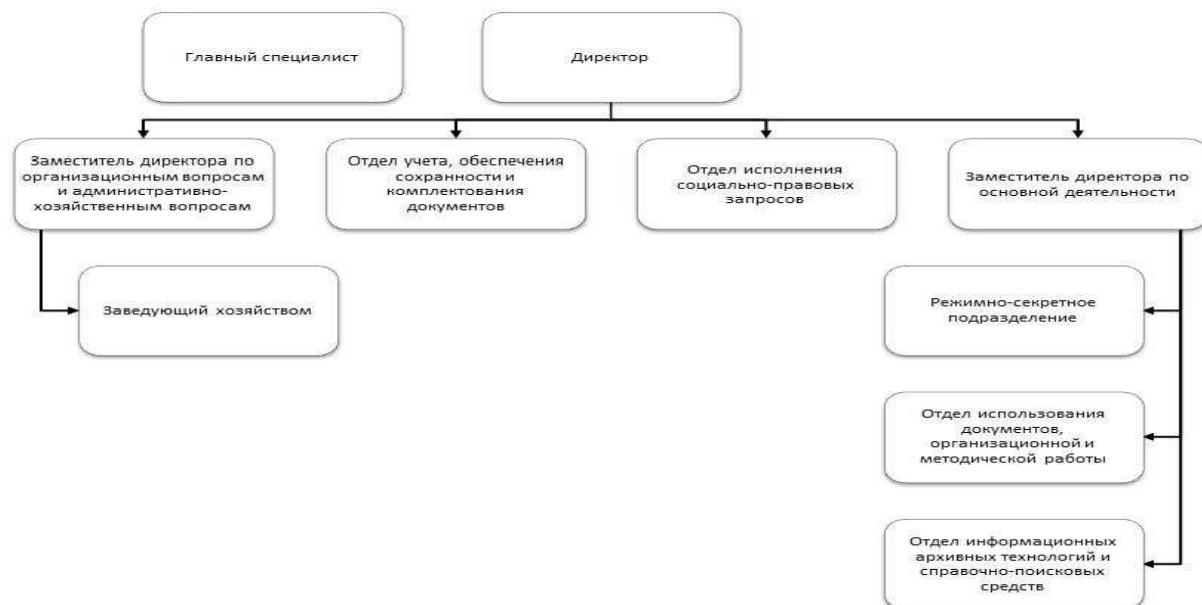 Главный специалист
Директор
Заместитель директора по
организационным вопросам
и административно-
хозяйственным вопросам
Отдел учета, обеспечения
сохранности и
комплектования
документов
Отдел исполнения
социально-правовых
запросов
Заместитель директора по
основной деятельности
Заведующий хозяйством
Режимно-секретное
подразделение
Отдел использования
документов,
организационной и
методической работы
Отдел информационных
архивных технологий и
справочно-поисковых
средств